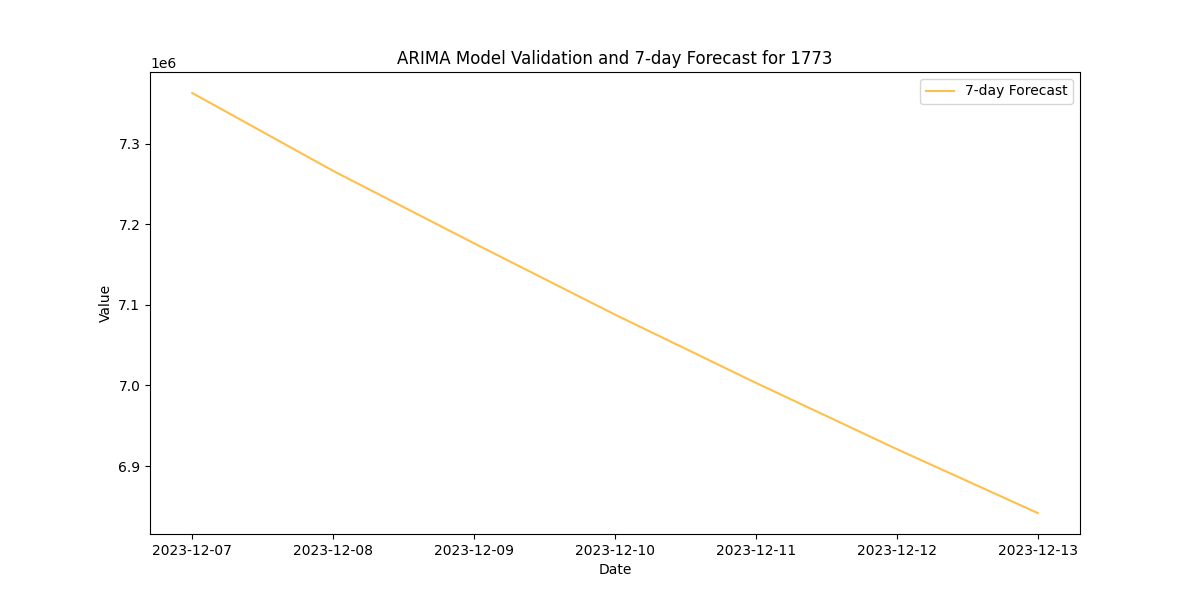 ARIMA Model Validation and 7-day Forecast for 1773
1e6
7-day Forecast
7.3
7.2
7.1
7.0
6.9
Value
2023-12-07 2023-12-08 2023-12-09 2023-12-10 2023-12-11 2023-12-12 2023-12-13
Date